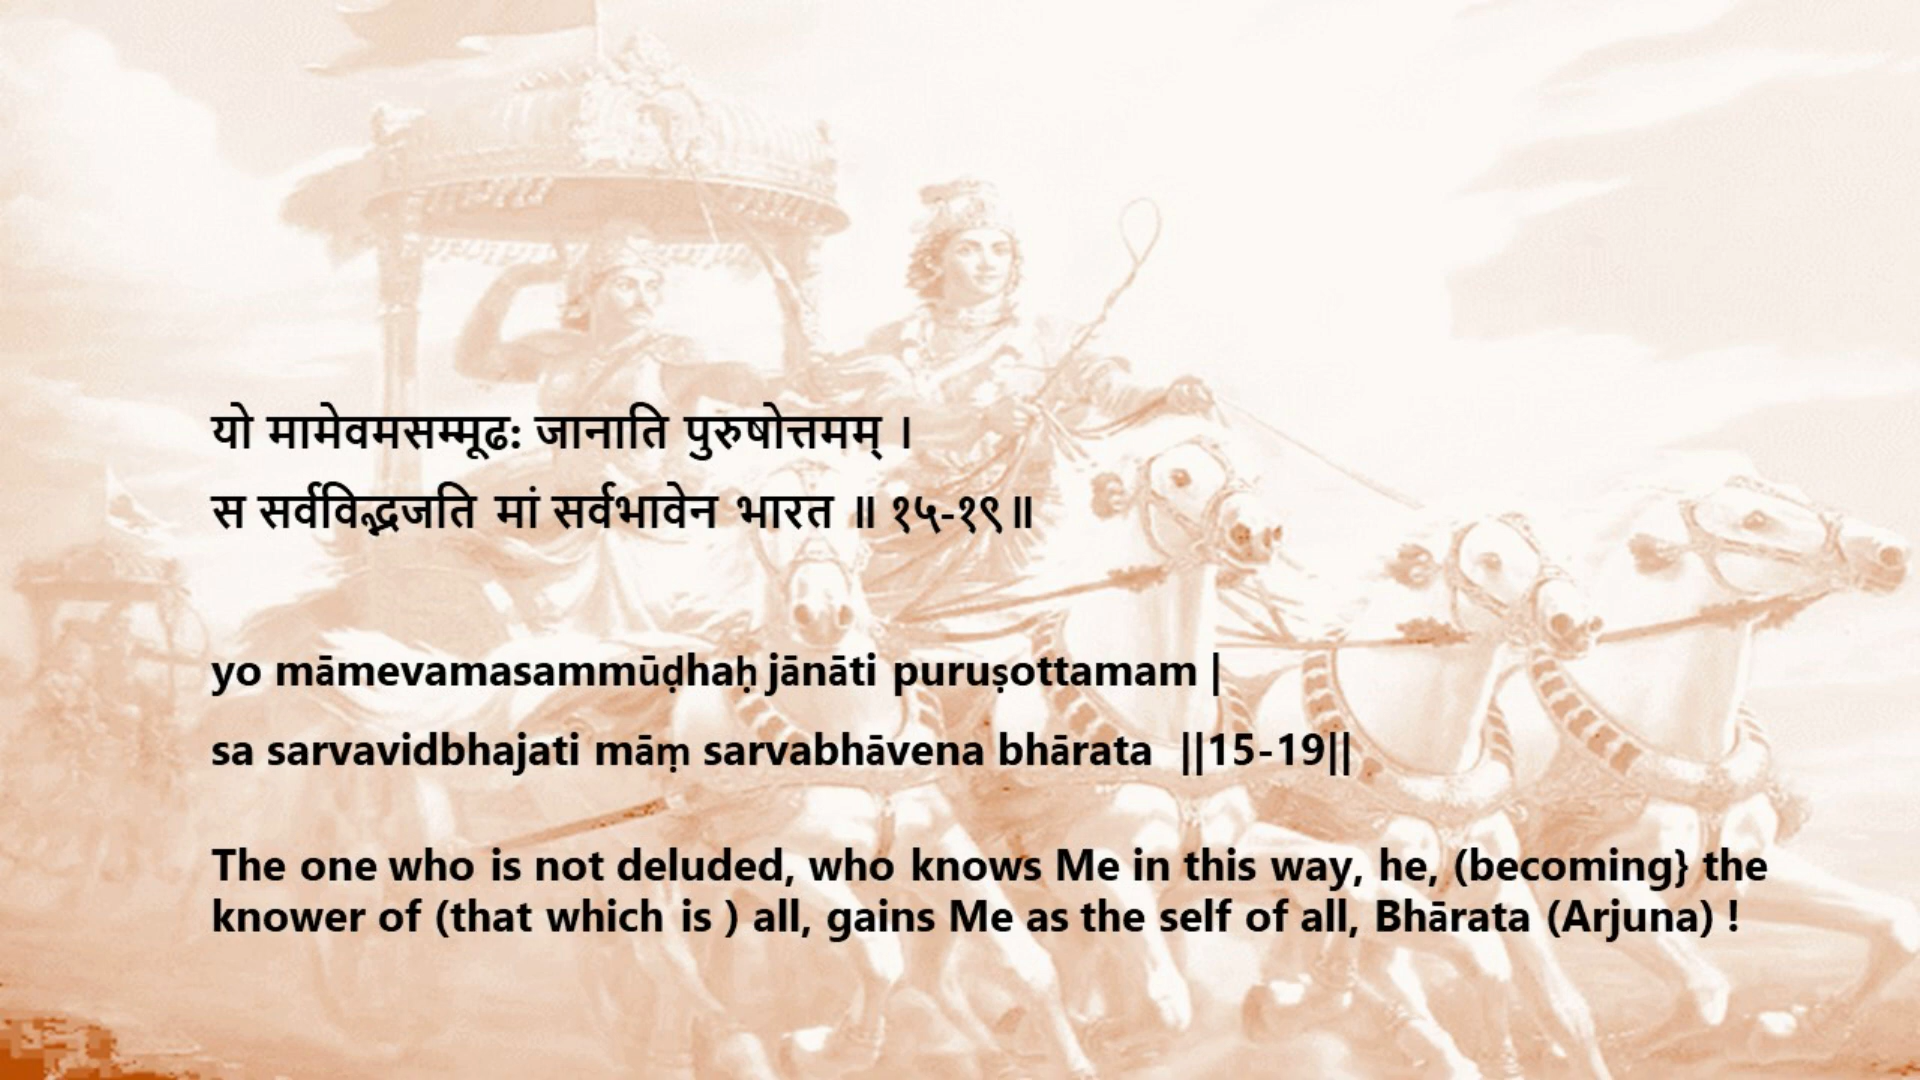 यो मामेवमसम्मूढः जानाति पुरुषोत्तमम् ।
स सर्वविद्भजति मां सर्वभावेन भारत ॥ १५-१९॥
yo māmevamasammūḍhaḥ jānāti puruṣottamam |
sa sarvavidbhajati māṃ sarvabhāvena bhārata ||15-19||
The one who is not deluded, who knows Me in this way, he, (becoming} the
knower of (that which is ) all, gains Me as the self of all, Bhārata (Arjuna) !